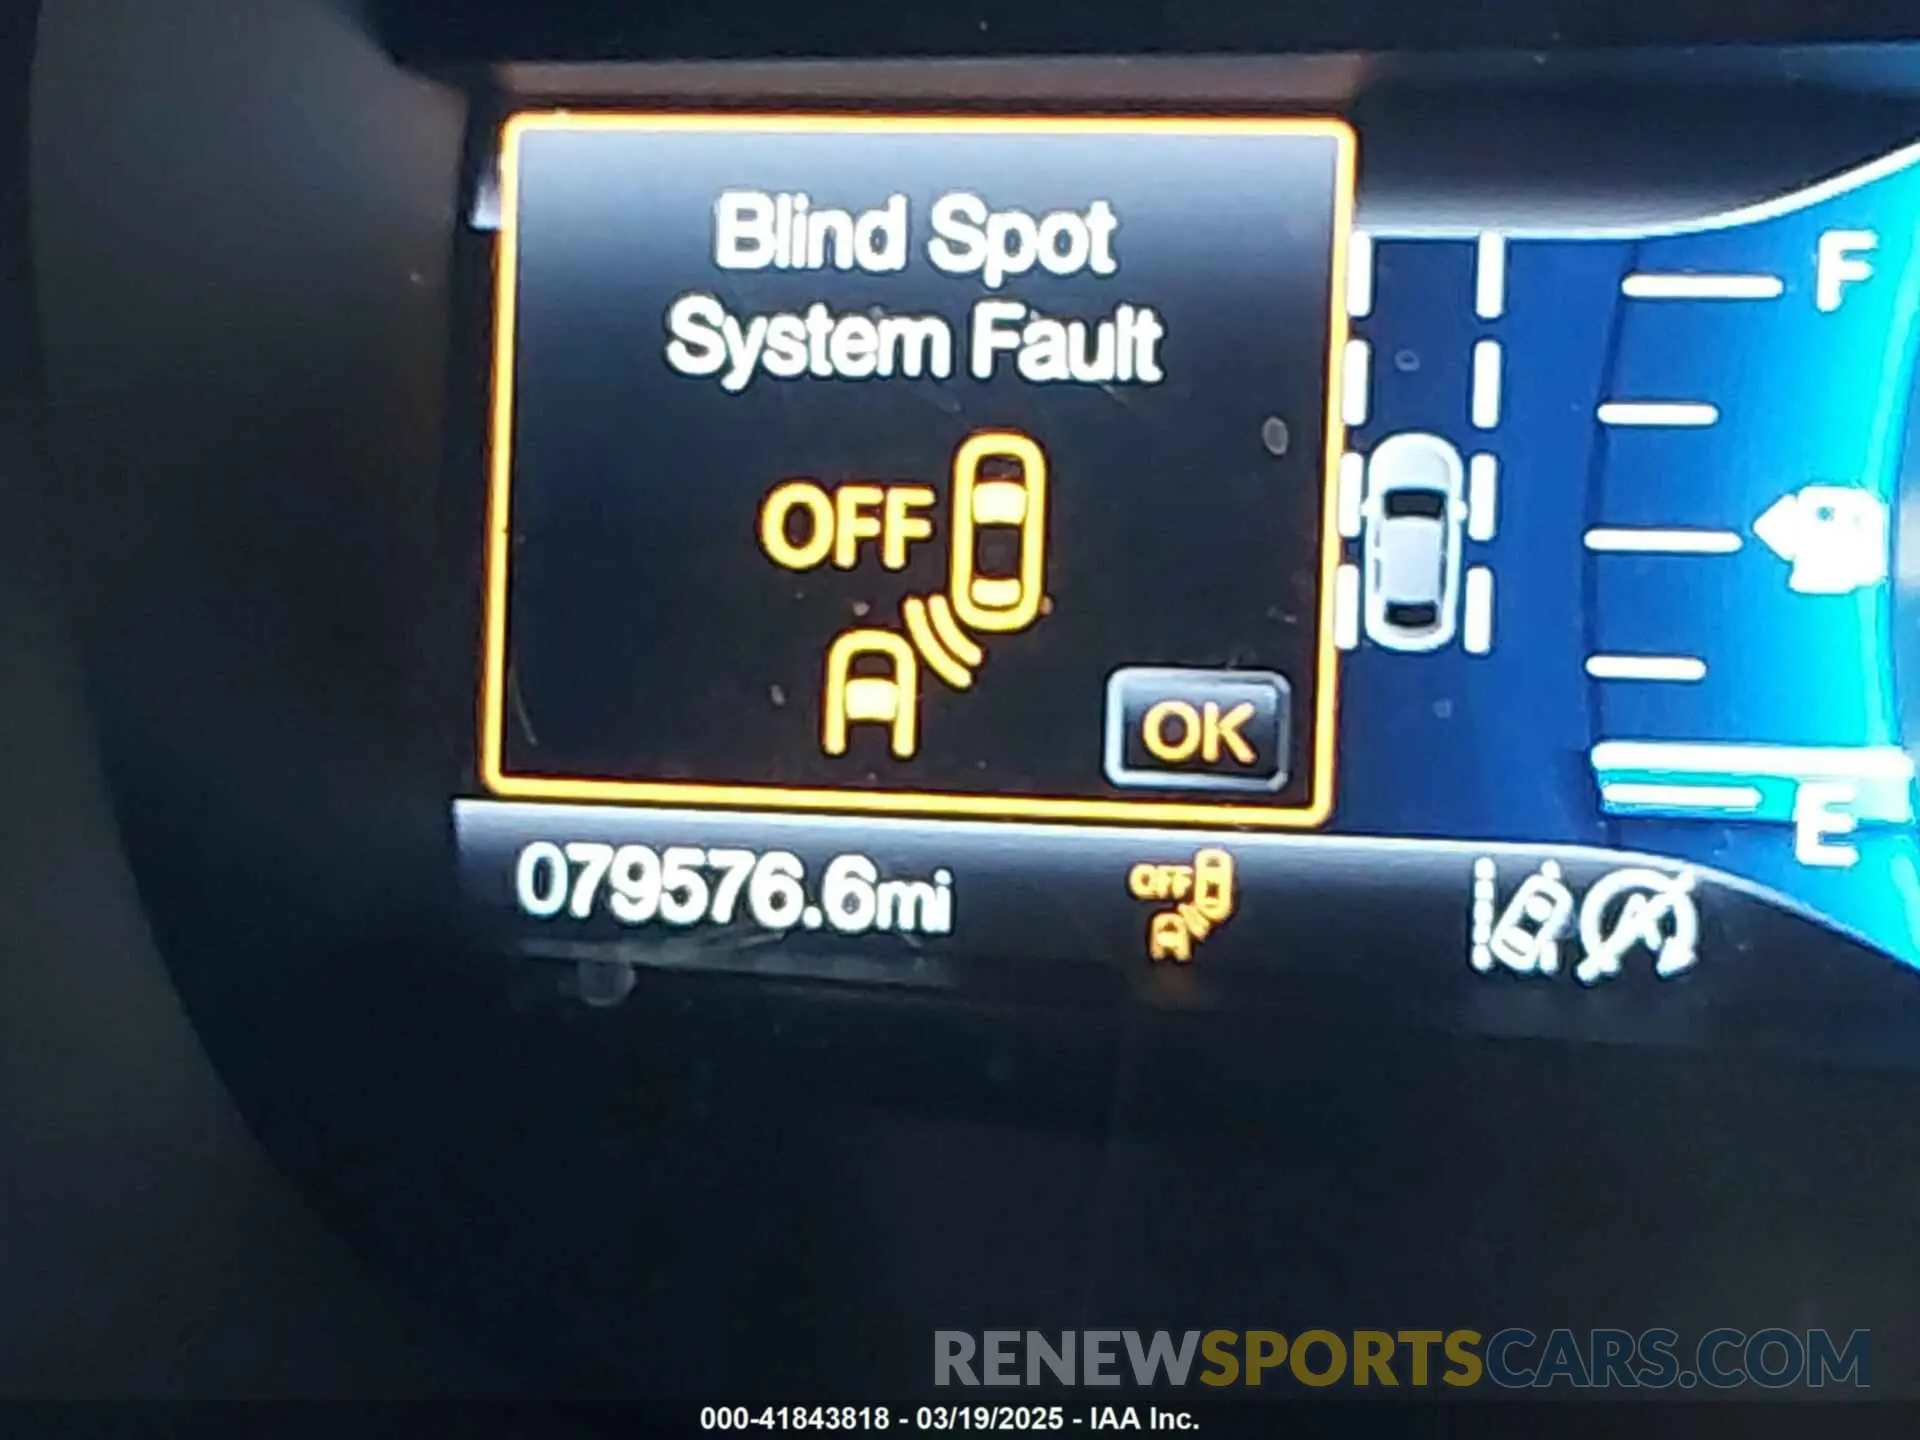 Blind Spot
System Fault
OFF
OK
F
E
079576.6mi
OFF
A
RENEWSPORTSCARS.COM
000-41843818 - 03/19/2025 - IAA Inc.